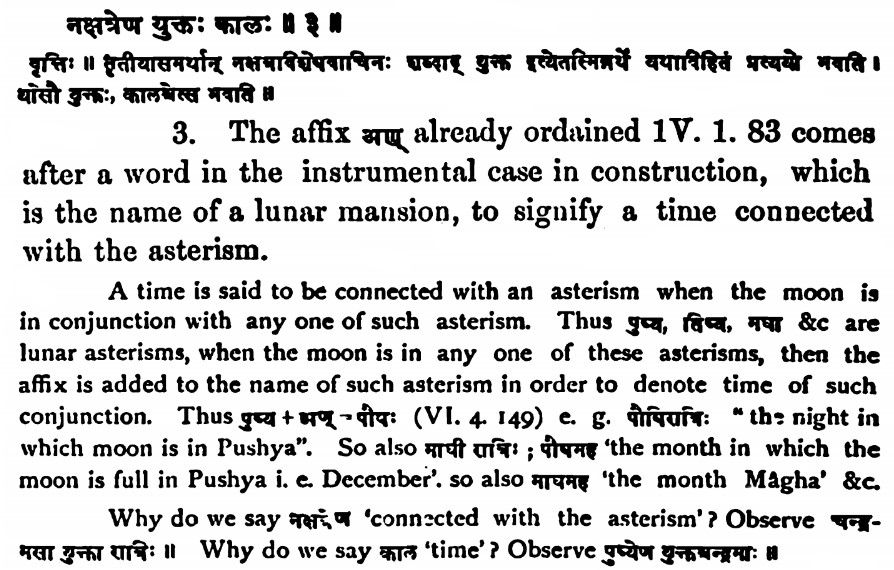 नक्षत्रेण युक्तः कालः ॥ ३ ॥
वृत्तिः ॥ तृतीयासमर्थान् नक्षत्रविशेषवाचिनः शब्दाद् युक्त इत्येतस्मिन्नर्थे यथाविहितं प्रत्ययो भवति ।
योसौ युक्तः, कालश्चेत्स भवति ॥
3. The affix अण् already ordained IV. 1. 83 comes
after a word in the instrumental case in construction, which
is the name of a lunar mansion, to signify a time connected
with the asterism.
A time is said to be connected with an asterism when the moon is
in conjunction with any one of such asterism. Thus पुष्य, तिष्य, मघा &c are
lunar asterisms, when the moon is in any one of these asterisms, then the
affix is added to the name of such asterism in order to denote time of such
conjunction. Thus पुष्य + अण् - पौषः (VI. 4. 149) e. g. पौषिरात्रिः "the night in
which moon is in Pushya". So also माघी रात्रिः ; पौषमह 'the month in which the
moon is full in Pushya i. e. December'. so also माघमह 'the month Mâgha' &c.
Why do we say 'connected with the asterism'? Observe चन्द्र-
मसा युक्ता रात्रिः ॥ Why do we say काल 'time'? Observe पुष्येण युक्तश्चन्द्रमाः ॥